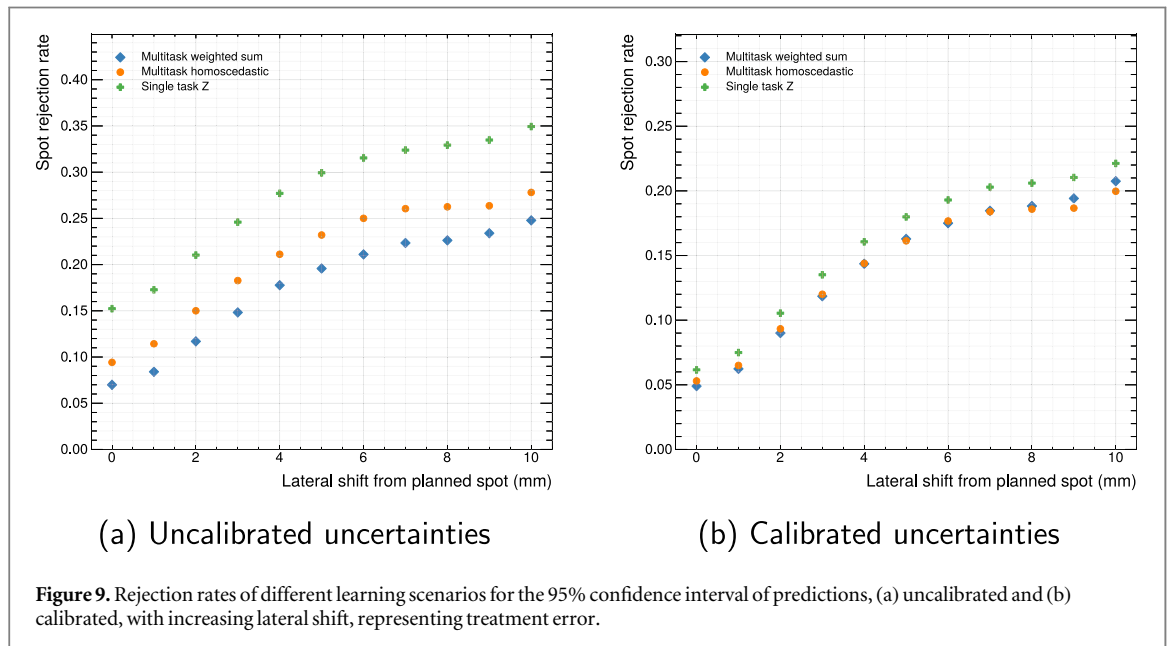 Spot rejection rate
Multitask weighted sum
Multitask homoscedastic
Single task Z
0.40
0.35
0.30
0.25
0.20
0.15
0.10
0.05
0.00
0 2 4 6 8 10
Lateral shift from planned spot (mm)
(a) Uncalibrated uncertainties
Spot rejection rate
Multitask weighted sum
Multitask homoscedastic
Single task Z
0.30
0.25
0.20
0.15
0.10
0.05
0.00
0 2 4 6 8 10
Lateral shift from planned spot (mm)
(b) Calibrated uncertainties
Figure 9. Rejection rates of different learning scenarios for the 95% confidence interval of predictions, (a) uncalibrated and (b)
calibrated, with increasing lateral shift, representing treatment error.